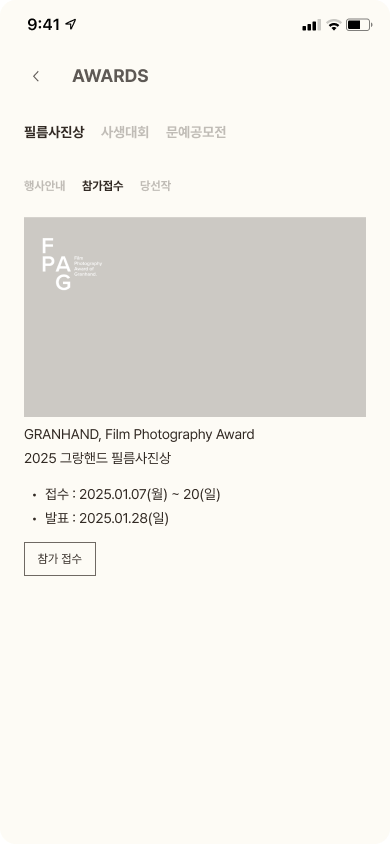 9:41
AWARDS
필름사진상 사생대회 문예공모전
행사안내 참가접수 당선작
F
PA
G
Film
Photography
Award of
Granhand
GRANHAND, Film Photography Award
2025 그랑핸드 필름사진상
• 접수 : 2025.01.07(월) ~ 20(일)
• 발표 : 2025.01.28(일)
참가 접수